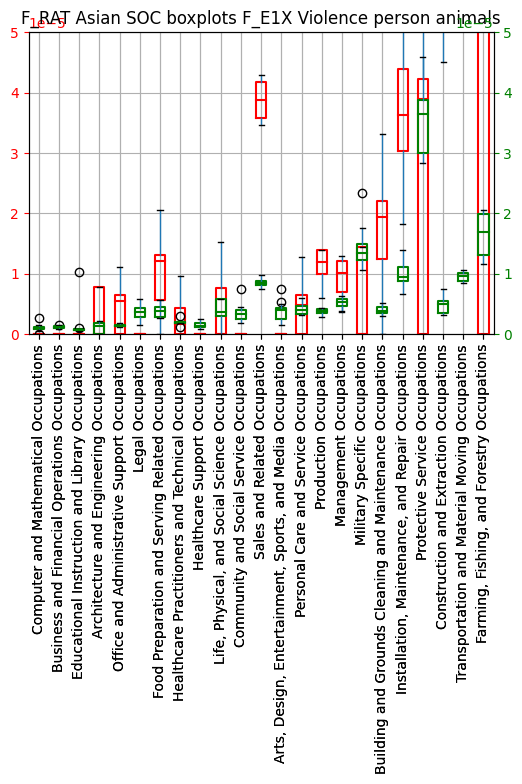 F_RAT Asian SOC boxplots F_E1X Violence person animals
1e−5
1e−5
5
5
4
4
3
3
2
2
1
1
0
0
Computer and Mathematical Occupations
Business and Financial Operations Occupations
Educational Instruction and Library Occupations
Architecture and Engineering Occupations
Office and Administrative Support Occupations
Legal Occupations
Food Preparation and Serving Related Occupations
Healthcare Practitioners and Technical Occupations
Healthcare Support Occupations
Life, Physical, and Social Science Occupations
Community and Social Service Occupations
Sales and Related Occupations
Arts, Design, Entertainment, Sports, and Media Occupations
Personal Care and Service Occupations
Production Occupations
Management Occupations
Military Specific Occupations
Building and Grounds Cleaning and Maintenance Occupations
Installation, Maintenance, and Repair Occupations
Protective Service Occupations
Construction and Extraction Occupations
Transportation and Material Moving Occupations
Farming, Fishing, and Forestry Occupations